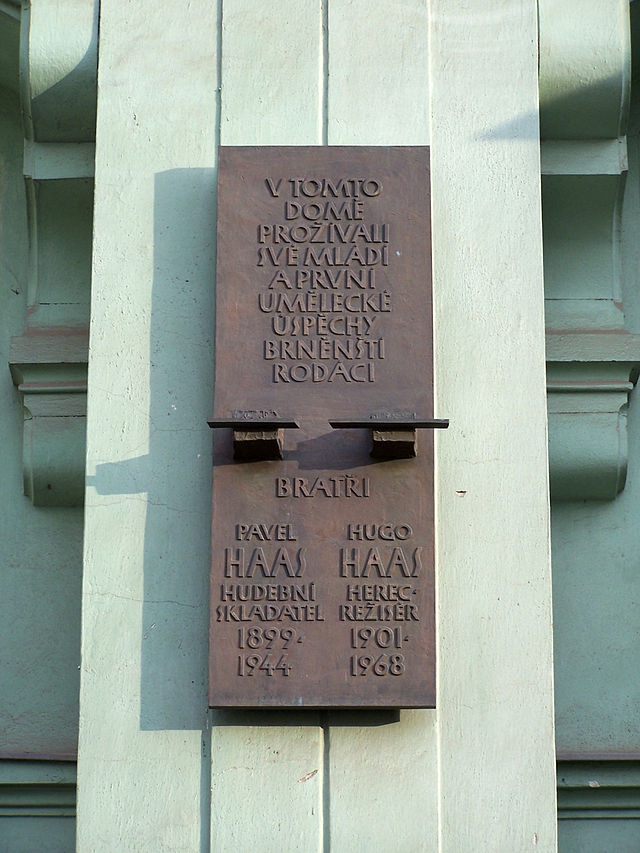 V TOMTO
DOMĚ
PROŽÍVALI
SVÉ MLÁDÍ
A PRVNÍ
UMĚLECKÉ
ÚSPĚCHY
BRNĚNŠTÍ
RODÁCI
BRATŘI
PAVEL
HAAS
HUDEBNÍ
SKLADATEL
1899-
1944
HUGO
HAAS
HEREC-
REŽISÉR
1901-
1968